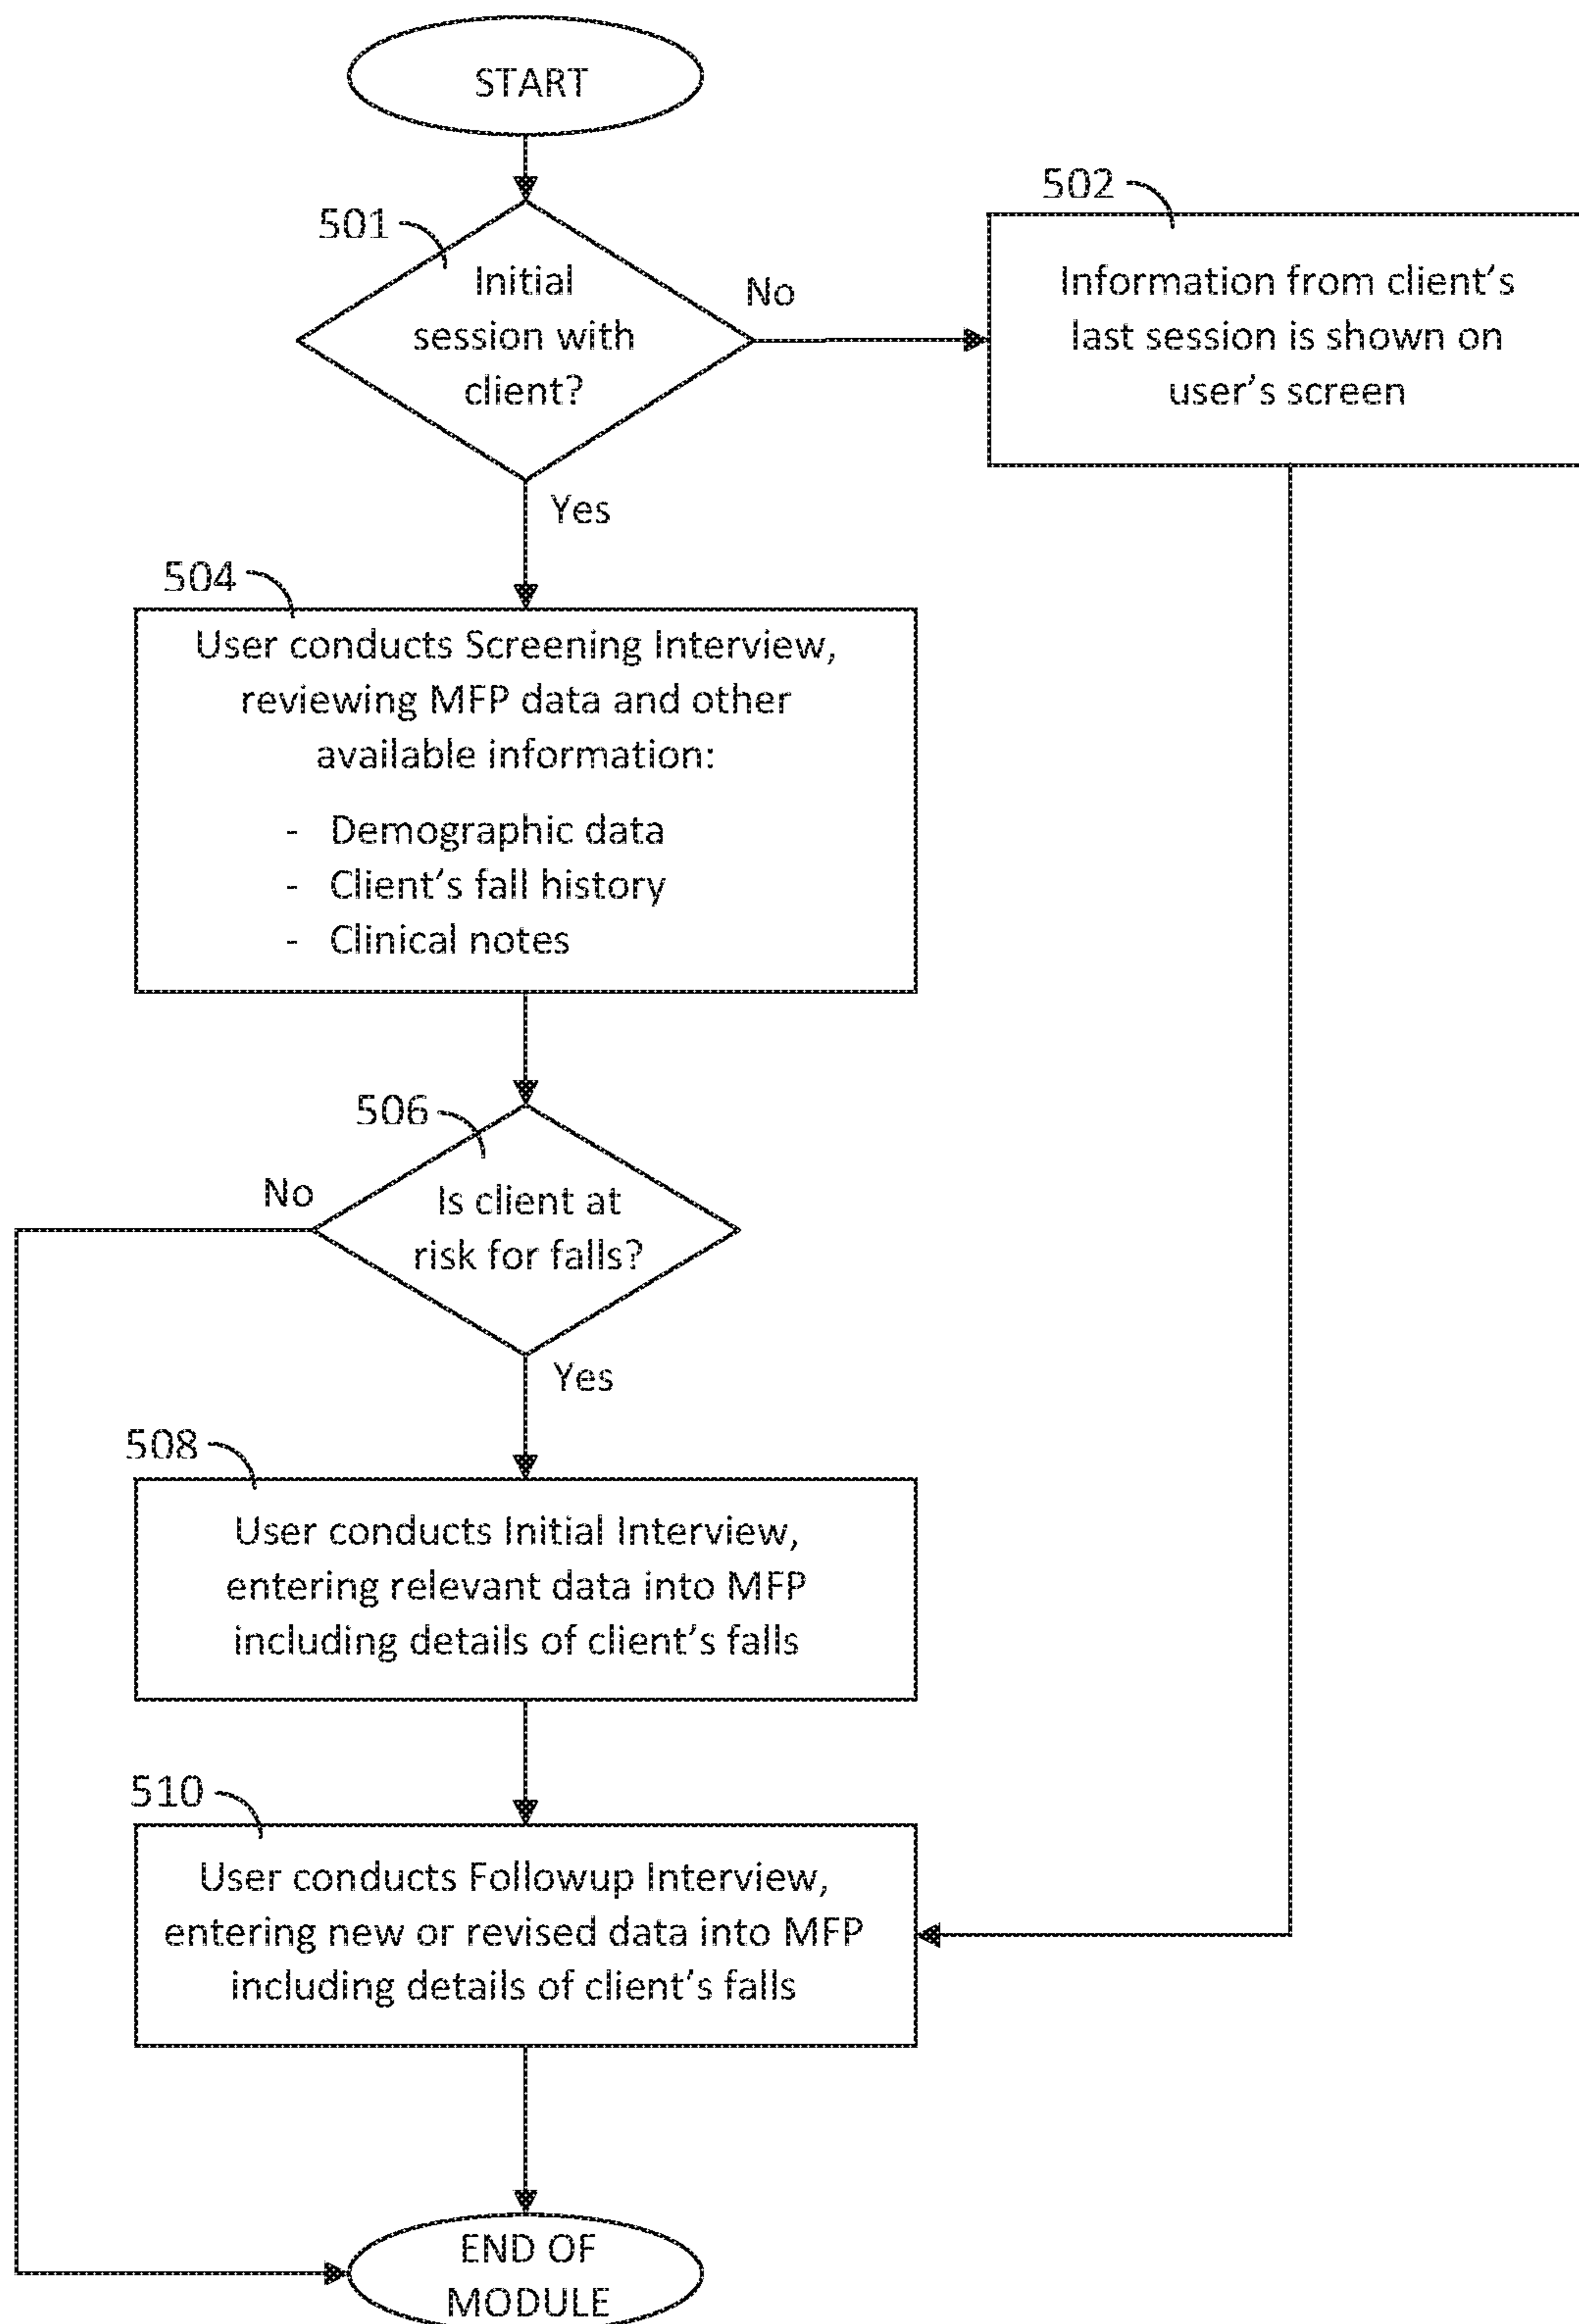 START
501
Initial
session with
client?
No
502
Information from client's
last session is shown on
user's screen
Yes
504
User conducts Screening Interview,
reviewing MFP data and other
available information:
- Demographic data
- Client's fall history
- Clinical notes
506
No
Is client at
risk for falls?
Yes
508
User conducts Initial Interview,
entering relevant data into MFP
including details of client's falls
510
User conducts Followup Interview,
entering new or revised data into MFP
including details of client's falls
END OF
MODULE